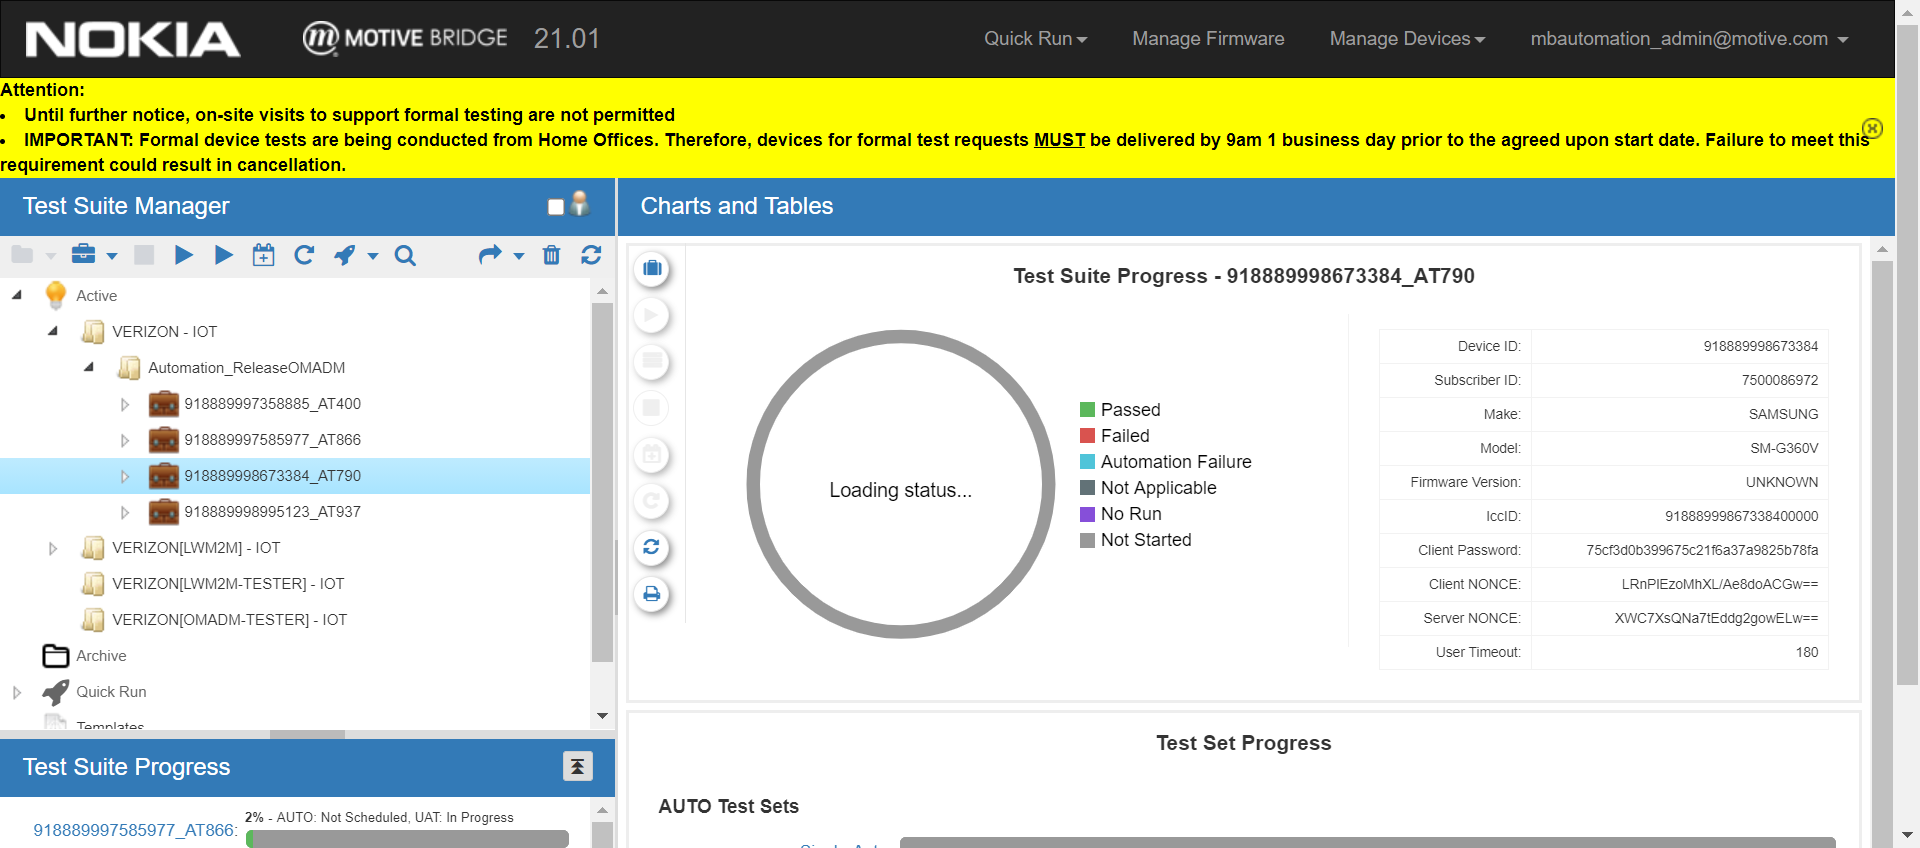 NOKIA MOTIVE BRIDGE 21.01 Quick Run Manage Firmware Manage Devices mbautomation_admin@motive.com
Attention:
• Until further notice, on-site visits to support formal testing are not permitted
• IMPORTANT: Formal device tests are being conducted from Home Offices. Therefore, devices for formal test requests MUST be delivered by 9am 1 business day prior to the agreed upon start date. Failure to meet this
requirement could result in cancellation.
Test Suite Manager
Active
VERIZON - IOT
Automation_ReleaseOMADM
918889997358885_AT400
918889997585977_AT866
918889998673384_AT790
918889998995123_AT937
VERIZON[LWM2M] - IOT
VERIZON[LWM2M-TESTER] - IOT
VERIZON[OMADM-TESTER] - IOT
Archive
Quick Run
Templates
Test Suite Progress
918889997585977_AT866: 2% - AUTO: Not Scheduled, UAT: In Progress
Charts and Tables
Test Suite Progress - 918889998673384_AT790
Loading status...
Passed
Failed
Automation Failure
Not Applicable
No Run
Not Started
Device ID: 918889998673384
Subscriber ID: 7500086972
Make: SAMSUNG
Model: SM-G360V
Firmware Version: UNKNOWN
IccID: 91888999867338400000
Client Password: 75cf3d0b399675c21f6a37a9825b78fa
Client NONCE: LRnPIEzoMhXL/Ae8doACGw==
Server NONCE: XWC7XsQNa7tEddg2gowELw==
User Timeout: 180
Test Set Progress
AUTO Test Sets